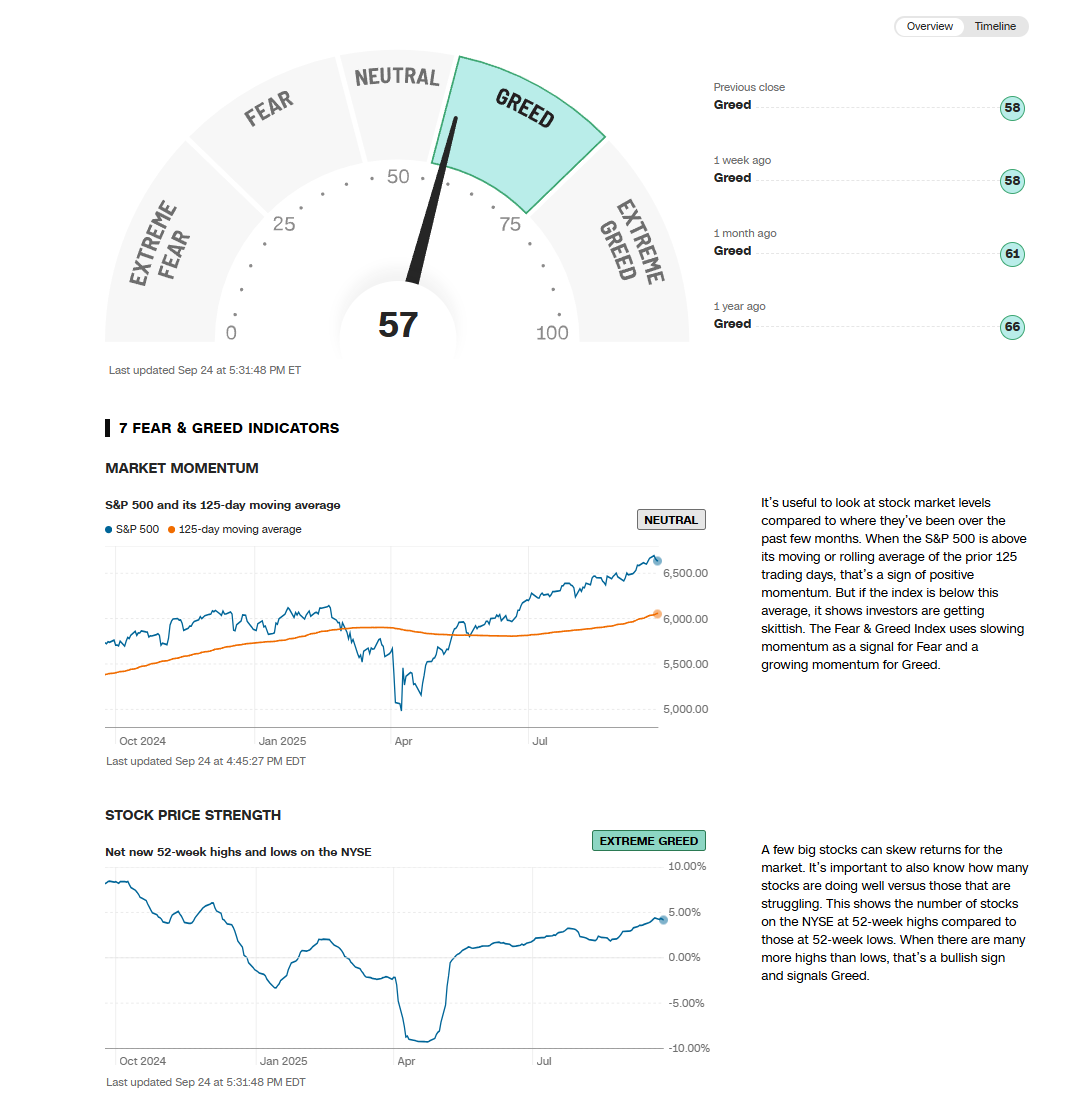 Overview Timeline
EXTREME
FEAR
FEAR
NEUTRAL
GREED
EXTREME
GREED
0
25
50
75
100
57
Last updated Sep 24 at 5:31:48 PM ET
Previous close
Greed 58
1 week ago
Greed 58
1 month ago
Greed 61
1 year ago
Greed 66
7 FEAR & GREED INDICATORS
MARKET MOMENTUM
S&P 500 and its 125-day moving average
S&P 500 125-day moving average
NEUTRAL
6,500.00
6,000.00
5,500.00
5,000.00
Oct 2024 Jan 2025 Apr Jul
Last updated Sep 24 at 4:45:27 PM EDT
It’s useful to look at stock market levels
compared to where they’ve been over the
past few months. When the S&P 500 is above
its moving or rolling average of the prior 125
trading days, that’s a sign of positive
momentum. But if the index is below this
average, it shows investors are getting
skittish. The Fear & Greed Index uses slowing
momentum as a signal for Fear and a
growing momentum for Greed.
STOCK PRICE STRENGTH
Net new 52-week highs and lows on the NYSE
EXTREME GREED
10.00%
5.00%
0.00%
-5.00%
-10.00%
Oct 2024 Jan 2025 Apr Jul
Last updated Sep 24 at 5:31:48 PM EDT
A few big stocks can skew returns for the
market. It’s important to also know how many
stocks are doing well versus those that are
struggling. This shows the number of stocks
on the NYSE at 52-week highs compared to
those at 52-week lows. When there are many
more highs than lows, that’s a bullish sign
and signals Greed.